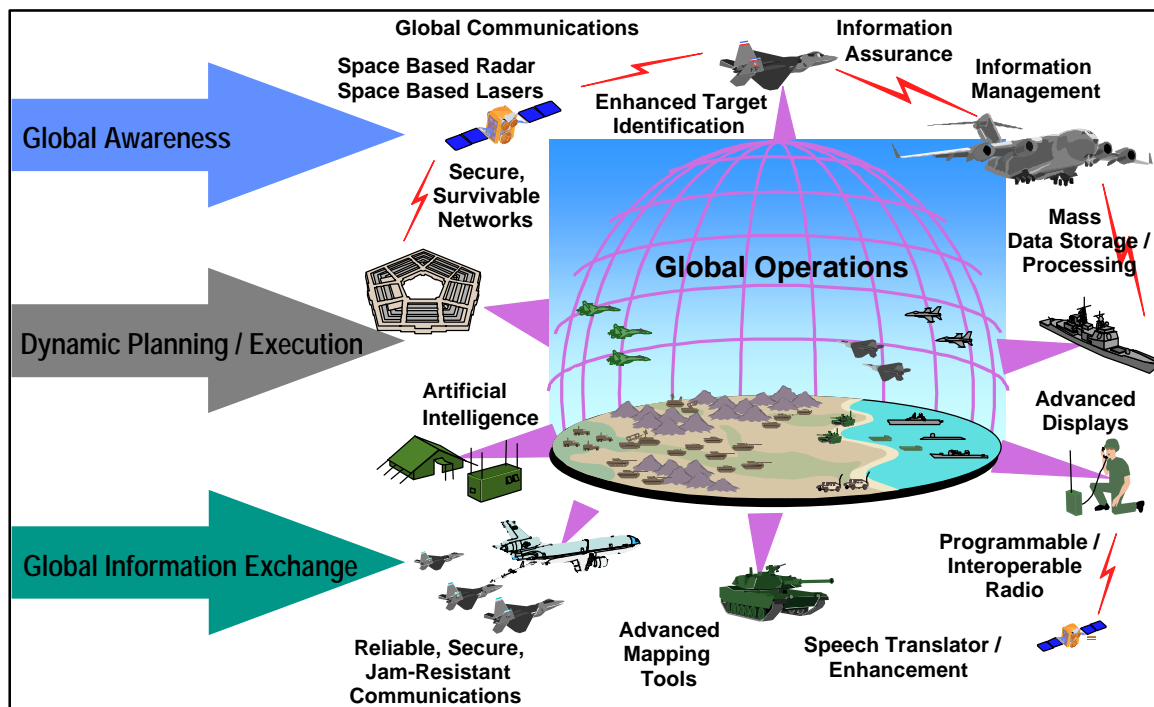 Global Communications
Information
Assurance
Space Based Radar
Space Based Lasers
Information
Management
Enhanced Target
Identification
Global Awareness
Secure,
Survivable
Networks
Mass
Data Storage /
Processing
Global Operations
Dynamic Planning / Execution
Artificial
Intelligence
Advanced
Displays
Global Information Exchange
Programmable /
Interoperable
Radio
Reliable, Secure,
Jam-Resistant
Communications
Advanced
Mapping
Tools
Speech Translator /
Enhancement